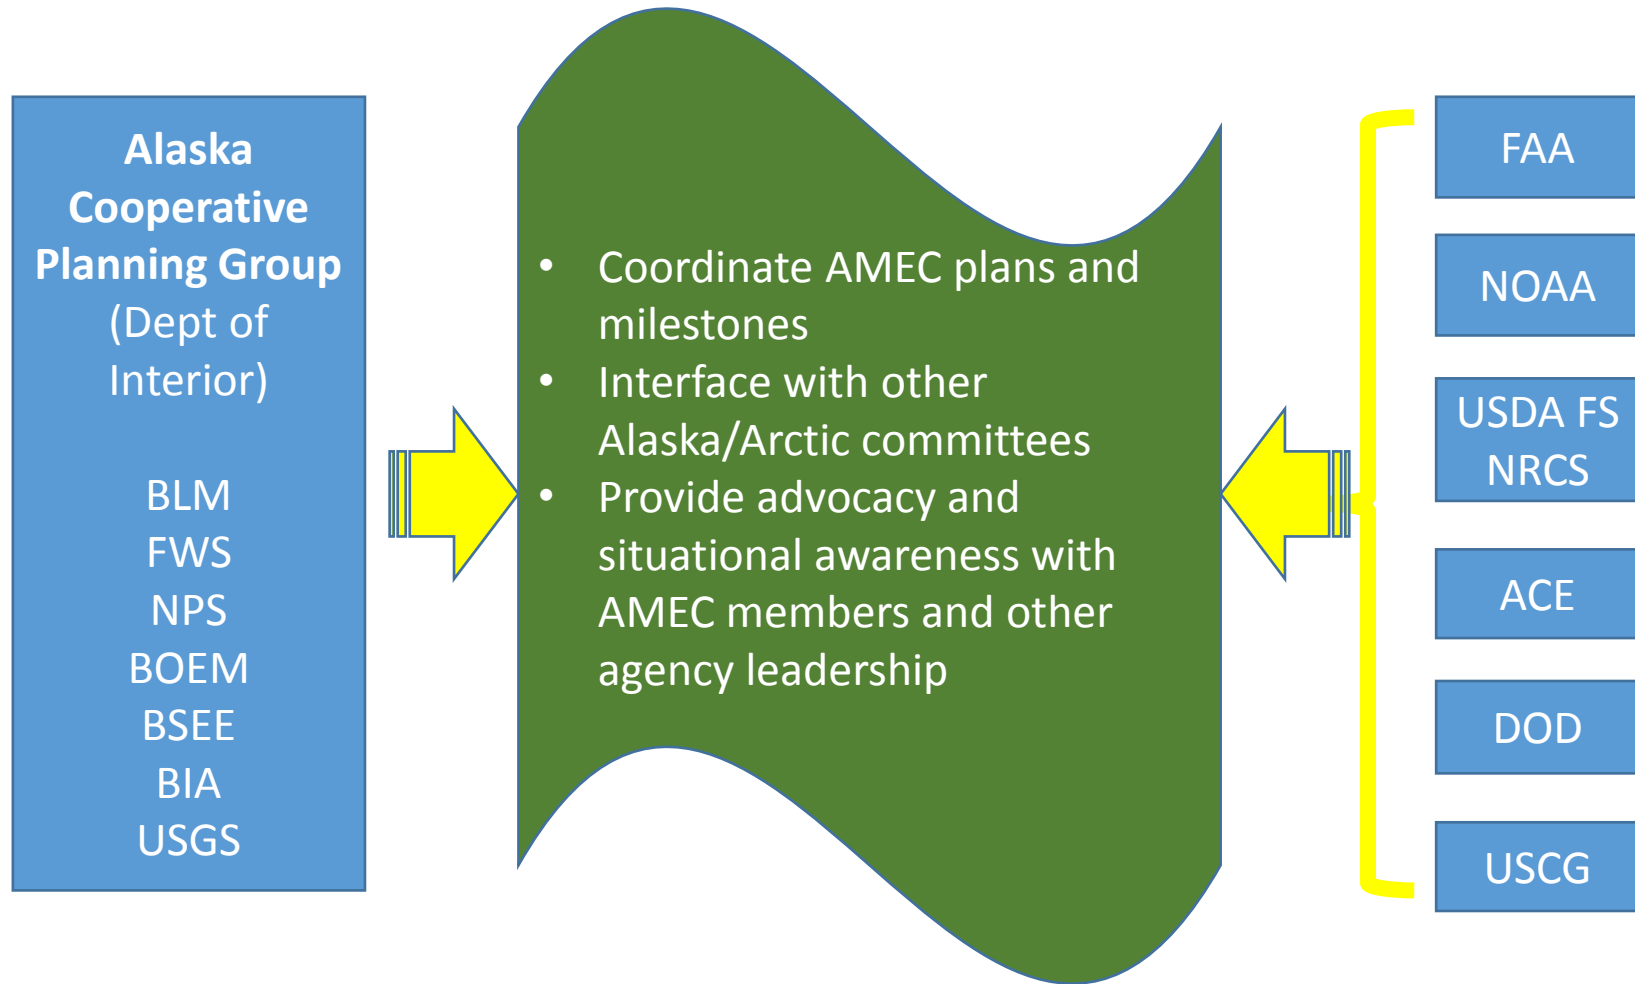 Alaska
Cooperative
Planning Group
(Dept of
Interior)
BLM
FWS
NPS
BOEM
BSEE
BIA
USGS
• Coordinate AMEC plans and
milestones
• Interface with other
Alaska/Arctic committees
• Provide advocacy and
situational awareness with
AMEC members and other
agency leadership
FAA
NOAA
USDA FS
NRCS
ACE
DOD
USCG